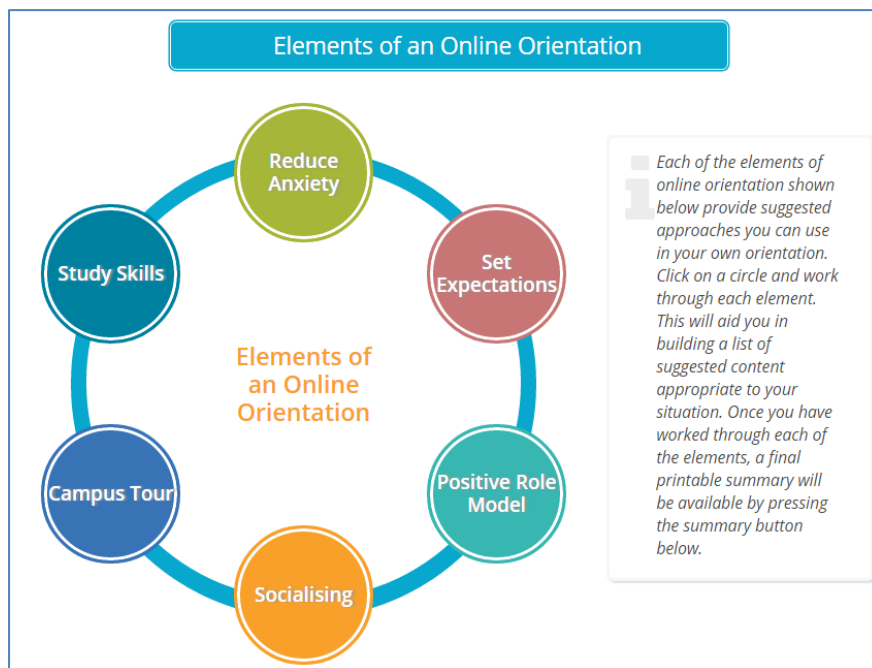 Elements of an Online Orientation
Reduce
Anxiety
Set
Expectations
Positive Role
Model
Socialising
Campus Tour
Study Skills
Elements of
an Online
Orientation
i
Each of the elements of
online orientation shown
below provide suggested
approaches you can use
in your own orientation.
Click on a circle and work
through each element.
This will aid you in
building a list of
suggested content
appropriate to your
situation. Once you have
worked through each of
the elements, a final
printable summary will
be available by pressing
the summary button
below.